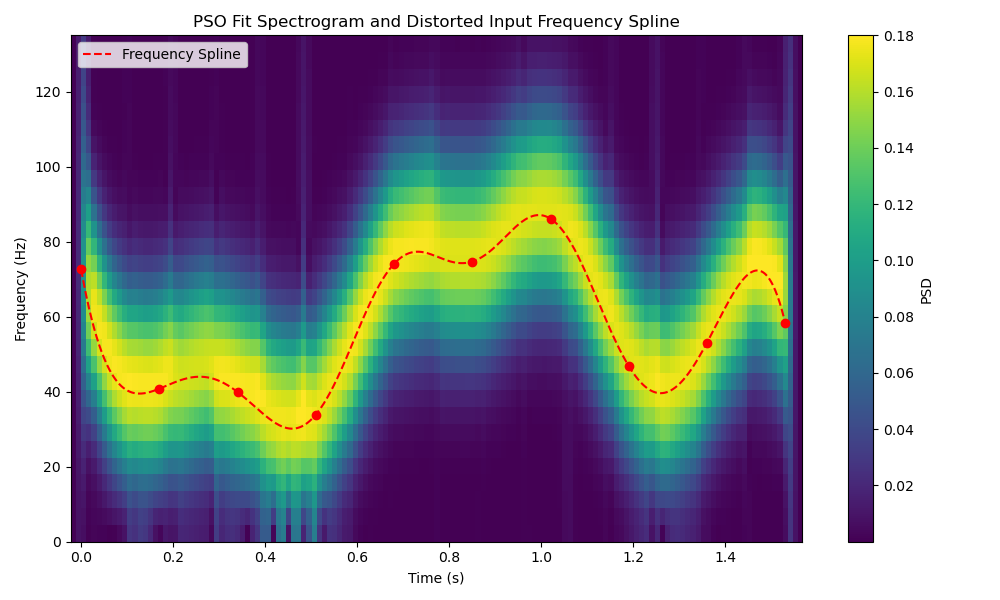 PSO Fit Spectrogram and Distorted Input Frequency Spline
Frequency Spline
Frequency (Hz)
120
100
80
60
40
20
0
0.0 0.2 0.4 0.6 0.8 1.0 1.2 1.4
Time (s)
0.18
0.16
0.14
0.12
0.10
0.08
0.06
0.04
0.02
PSD